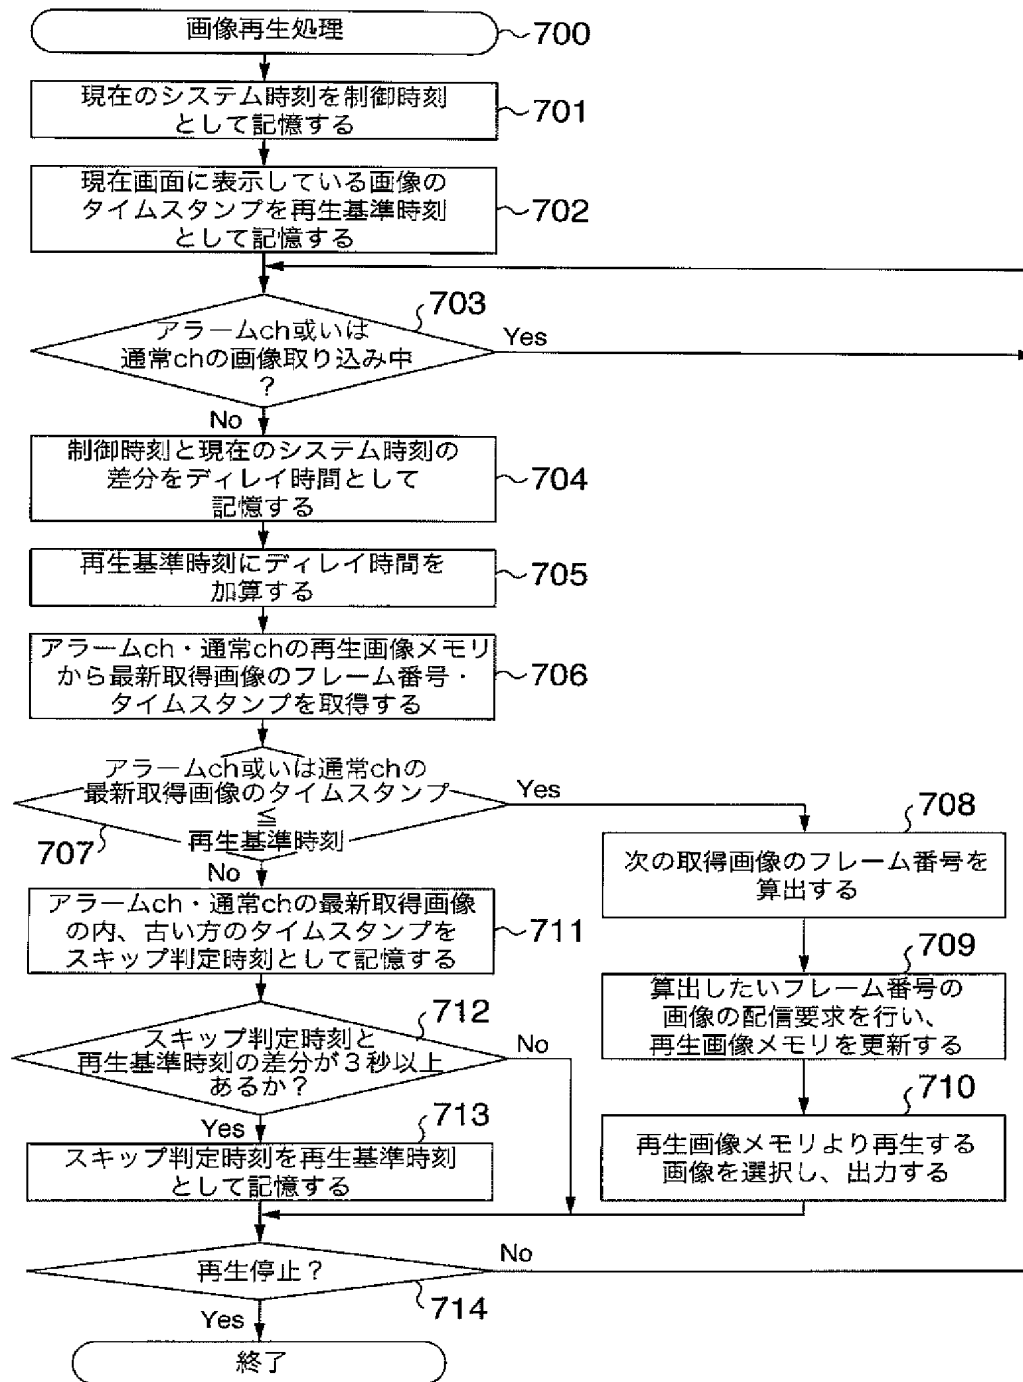 画像再生処理
700
現在のシステム時刻を制御時刻
として記憶する
701
現在画面に表示している画像の
タイムスタンプを再生基準時刻
として記憶する
702
703
アラームch或いは
通常chの画像取り込み中
?
Yes
No
制御時刻と現在のシステム時刻の
差分をディレイ時間として
記憶する
704
再生基準時刻にディレイ時間を
加算する
705
アラームch・通常chの再生画像メモリ
から最新取得画像のフレーム番号・
タイムスタンプを取得する
706
アラームch或いは通常chの
最新取得画像のタイムスタンプ
≦
再生基準時刻
707
Yes
No
708
次の取得画像のフレーム番号を
算出する
709
算出したいフレーム番号の
画像の配信要求を行い、
再生画像メモリを更新する
710
再生画像メモリより再生する
画像を選択し、出力する
アラームch・通常chの最新取得画像
の内、古い方のタイムスタンプを
スキップ判定時刻として記憶する
711
712
スキップ判定時刻と
再生基準時刻の差分が3秒以上
あるか?
No
Yes
713
スキップ判定時刻を再生基準時刻
として記憶する
再生停止?
No
714
Yes
終了